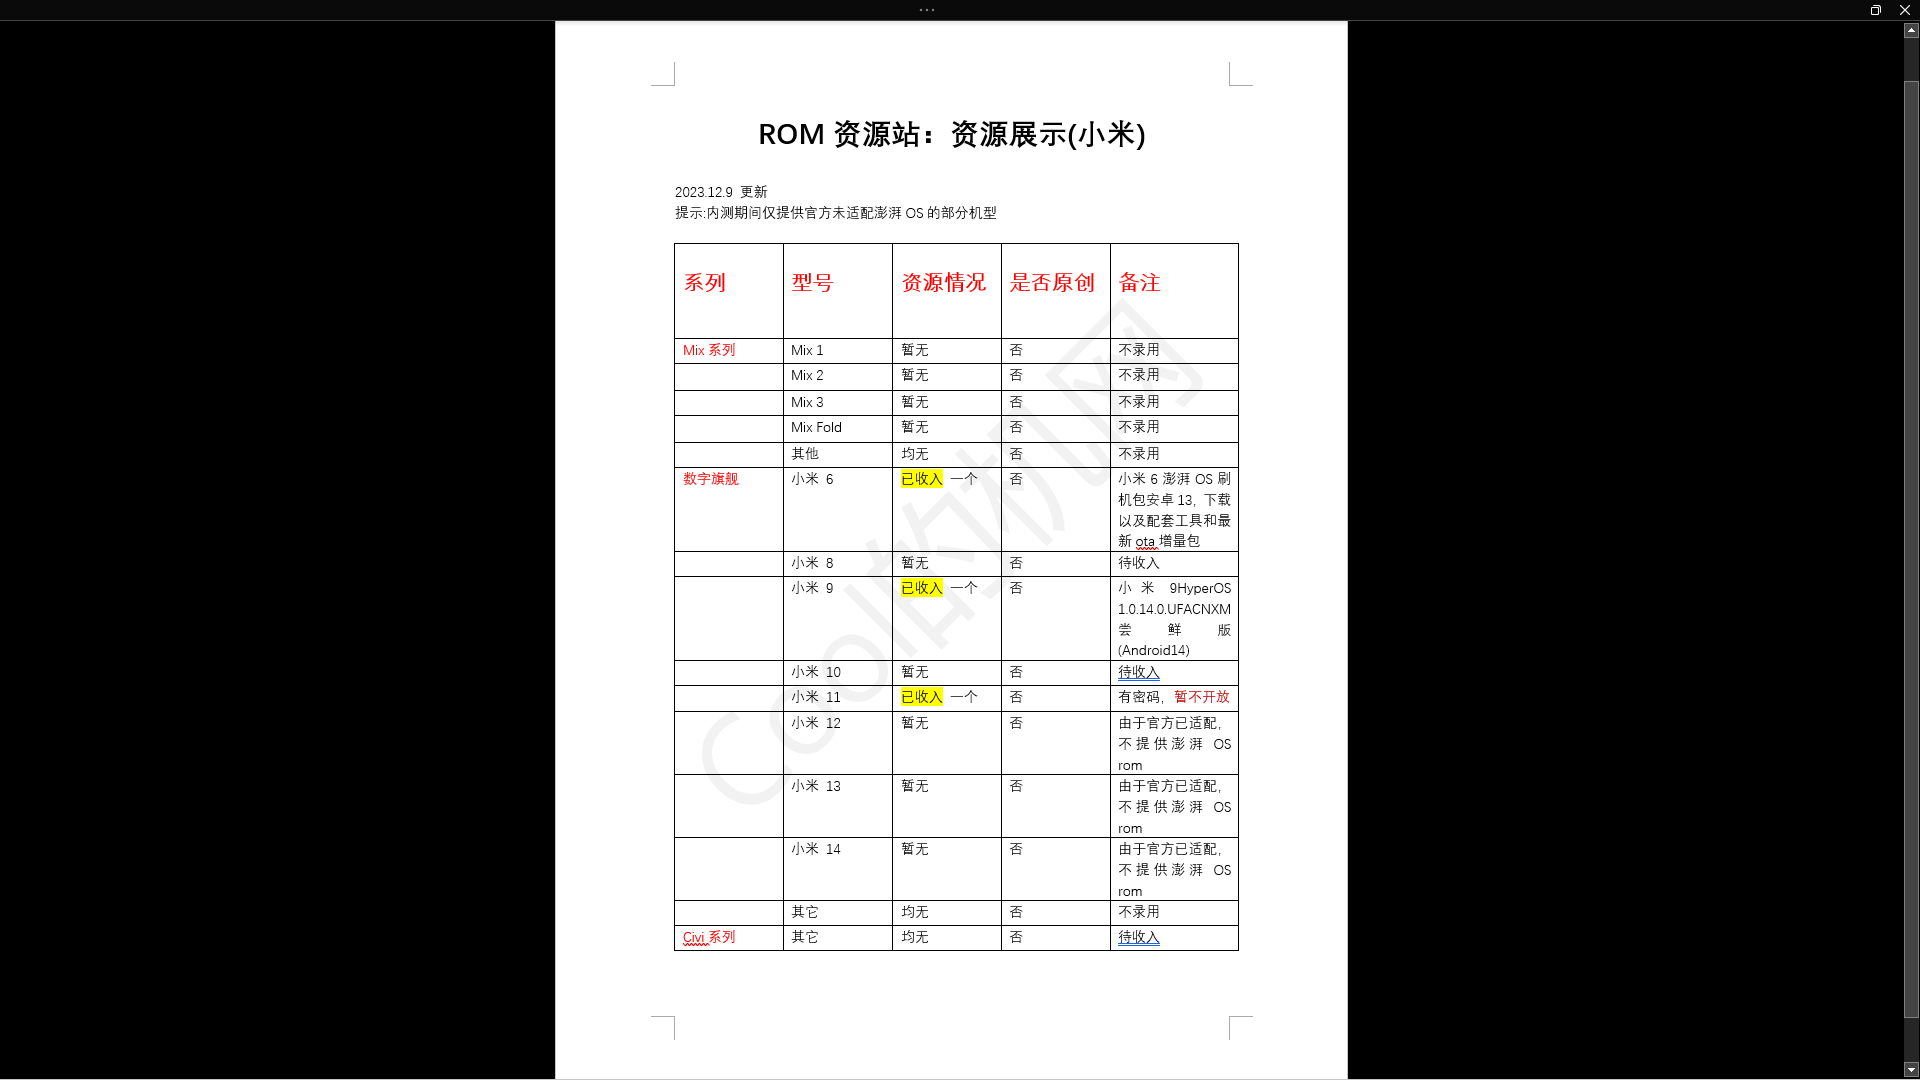 ROM 资源站：资源展示(小米)
2023.12.9 更新
提示:内测期间仅提供官方未适配澎湃 OS 的部分机型
系列 型号 资源情况 是否原创 备注
Mix 系列 Mix 1 暂无 否 不录用
Mix 2 暂无 否 不录用
Mix 3 暂无 否 不录用
Mix Fold 暂无 否 不录用
其他 均无 否 不录用
数字旗舰 小米 6 已收入 一个 否 小米 6 澎湃 OS 刷
机包安卓 13，下载
以及配套工具和最
新 ota 增量包
小米 8 暂无 否 待收入
小米 9 已收入 一个 否 小米 9HyperOS
1.0.14.0.UFACNXM
尝鲜版
(Android14)
小米 10 暂无 否 待收入
小米 11 已收入 一个 否 有密码，暂不开放
小米 12 暂无 否 由于官方已适配，
不提供澎湃 OS
rom
小米 13 暂无 否 由于官方已适配，
不提供澎湃 OS
rom
小米 14 暂无 否 由于官方已适配，
不提供澎湃 OS
rom
其它 均无 否 不录用
Civi 系列 其它 均无 否 待收入
Cool的机网